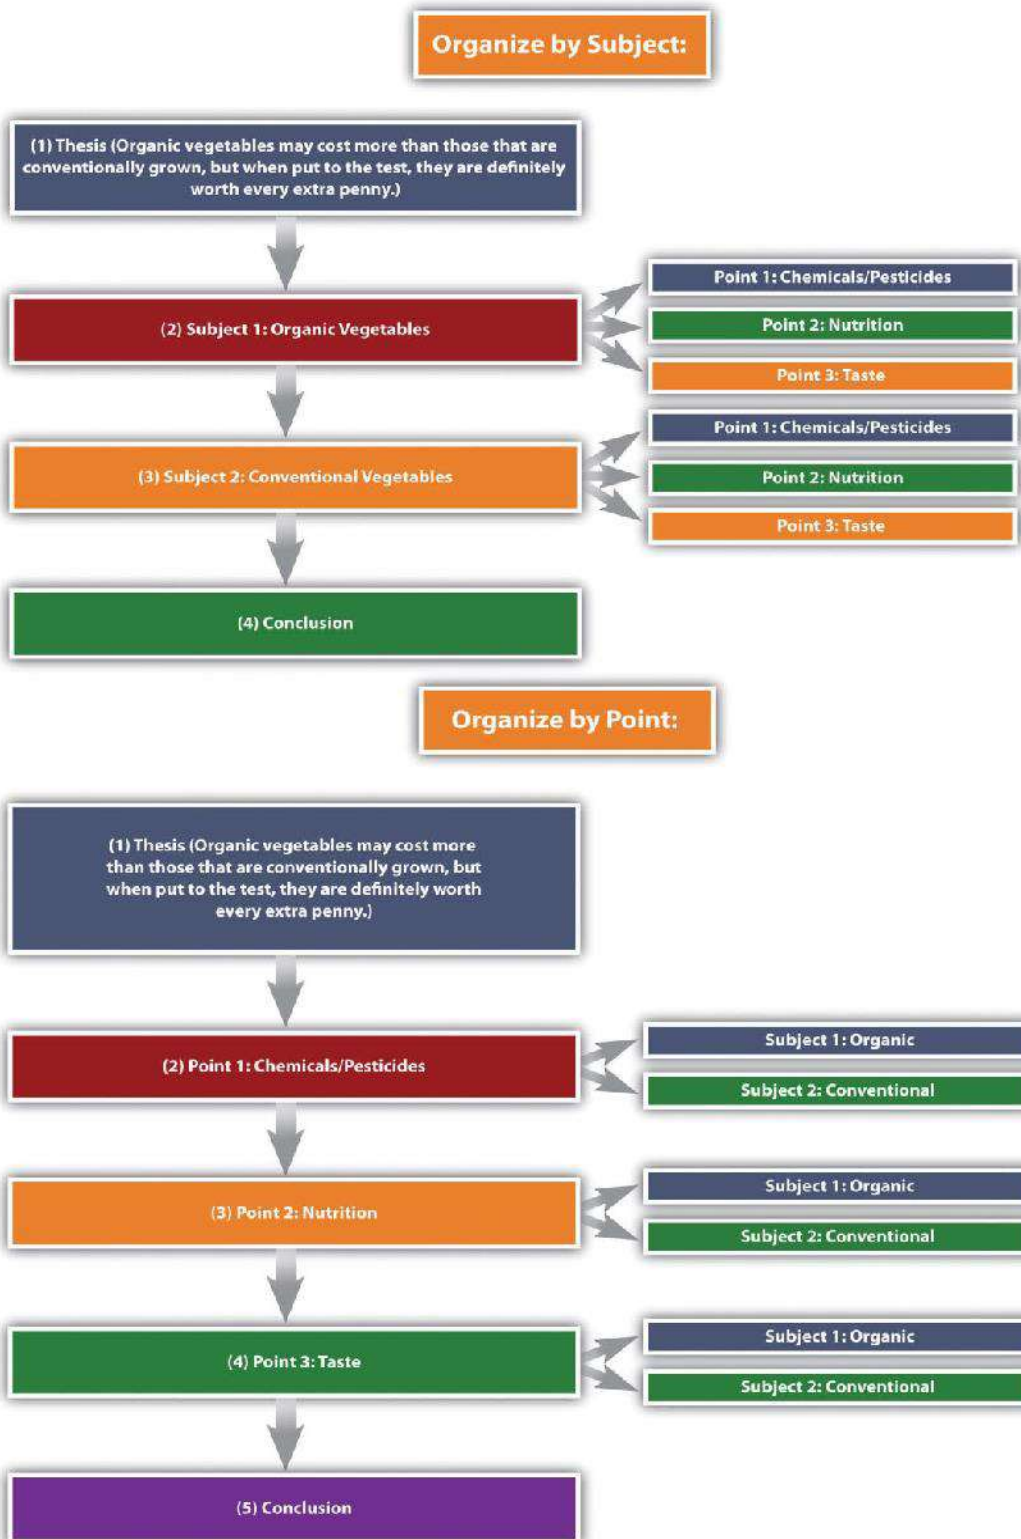 Organize by Subject:
(1) Thesis (Organic vegetables may cost more than those that are
conventionally grown, but when put to the test, they are definitely
worth every extra penny.)
(2) Subject 1: Organic Vegetables
Point 1: Chemicals/Pesticides
Point 2: Nutrition
Point 3: Taste
(3) Subject 2: Conventional Vegetables
Point 1: Chemicals/Pesticides
Point 2: Nutrition
Point 3: Taste
(4) Conclusion
Organize by Point:
(1) Thesis (Organic vegetables may cost more
than those that are conventionally grown, but
when put to the test, they are definitely worth
every extra penny.)
(2) Point 1: Chemicals/Pesticides
Subject 1: Organic
Subject 2: Conventional
(3) Point 2: Nutrition
Subject 1: Organic
Subject 2: Conventional
(4) Point 3: Taste
Subject 1: Organic
Subject 2: Conventional
(5) Conclusion